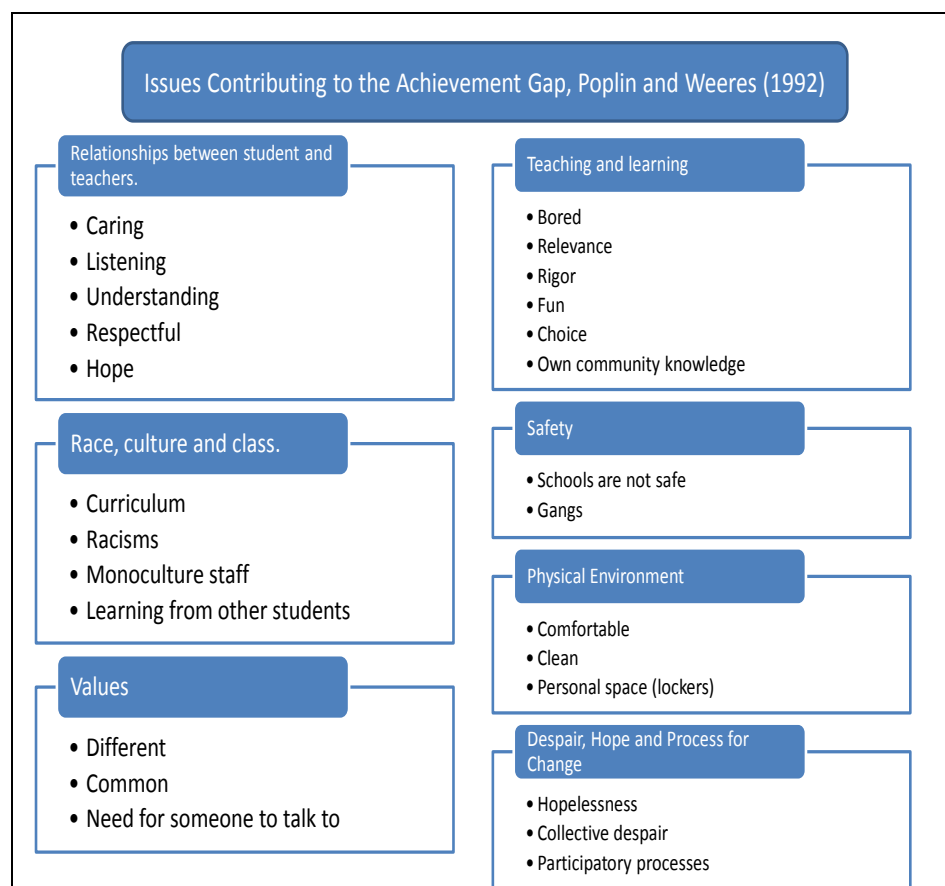 Issues Contributing to the Achievement Gap, Poplin and Weeres (1992)
Relationships between student and
teachers.
• Caring
• Listening
• Understanding
• Respectful
• Hope
Race, culture and class.
• Curriculum
• Racisms
• Monoculture staff
• Learning from other students
Values
• Different
• Common
• Need for someone to talk to
Teaching and learning
• Bored
• Relevance
• Rigor
• Fun
• Choice
• Own community knowledge
Safety
• Schools are not safe
• Gangs
Physical Environment
• Comfortable
• Clean
• Personal space (lockers)
Despair, Hope and Process for
Change
• Hopelessness
• Collective despair
• Participatory processes